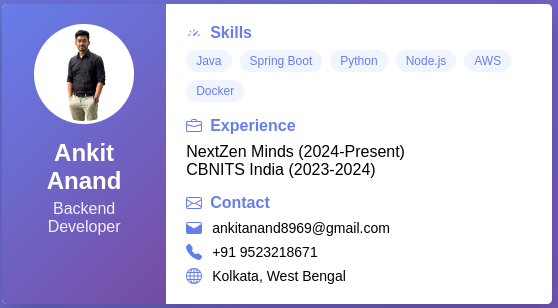 Ankit
Anand
Backend
Developer
Skills
Java Spring Boot Python Node.js AWS
Docker
Experience
NextZen Minds (2024-Present)
CBNITS India (2023-2024)
Contact
ankitanand8969@gmail.com
+91 9523218671
Kolkata, West Bengal